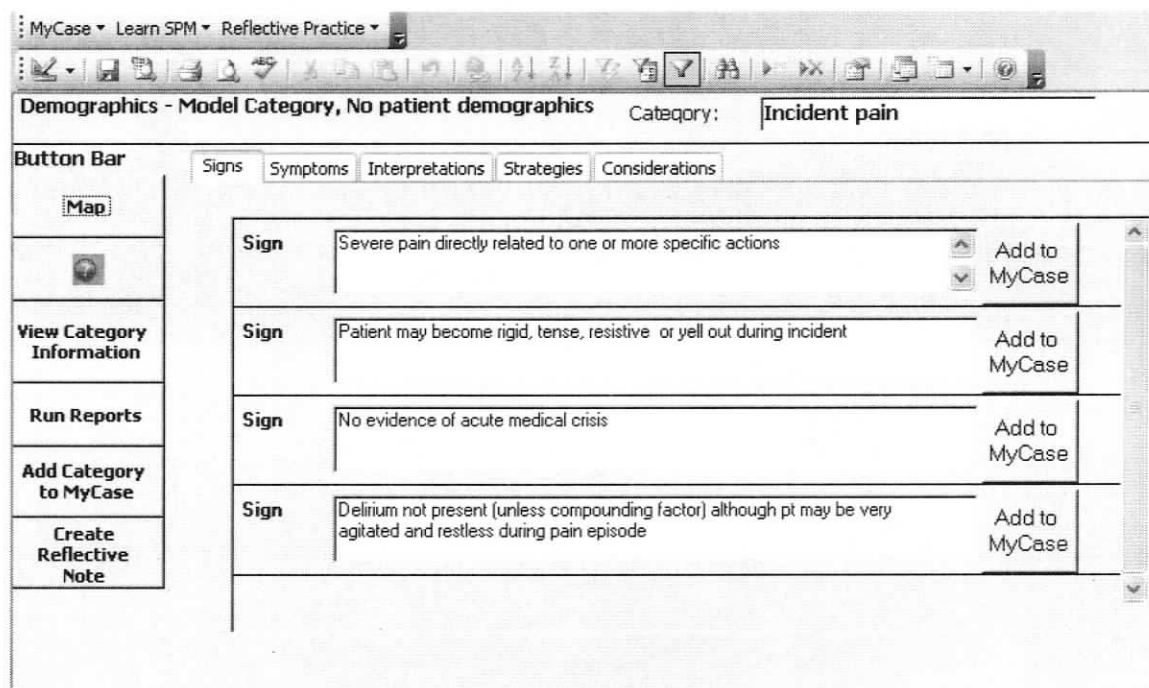 MyCase Learn SPM Reflective Practice
Demographics - Model Category, No patient demographics
Category: Incident pain
Button Bar
Signs Symptoms Interpretations Strategies Considerations
Map
Sign Severe pain directly related to one or more specific actions
Add to
MyCase
View Category
Information
Sign Patient may become rigid, tense, resistive or yell out during incident
Add to
MyCase
Run Reports
Sign No evidence of acute medical crisis
Add to
MyCase
Add Category
to MyCase
Sign Delirium not present (unless compounding factor) although pt may be very
agitated and restless during pain episode
Add to
MyCase
Create
Reflective
Note